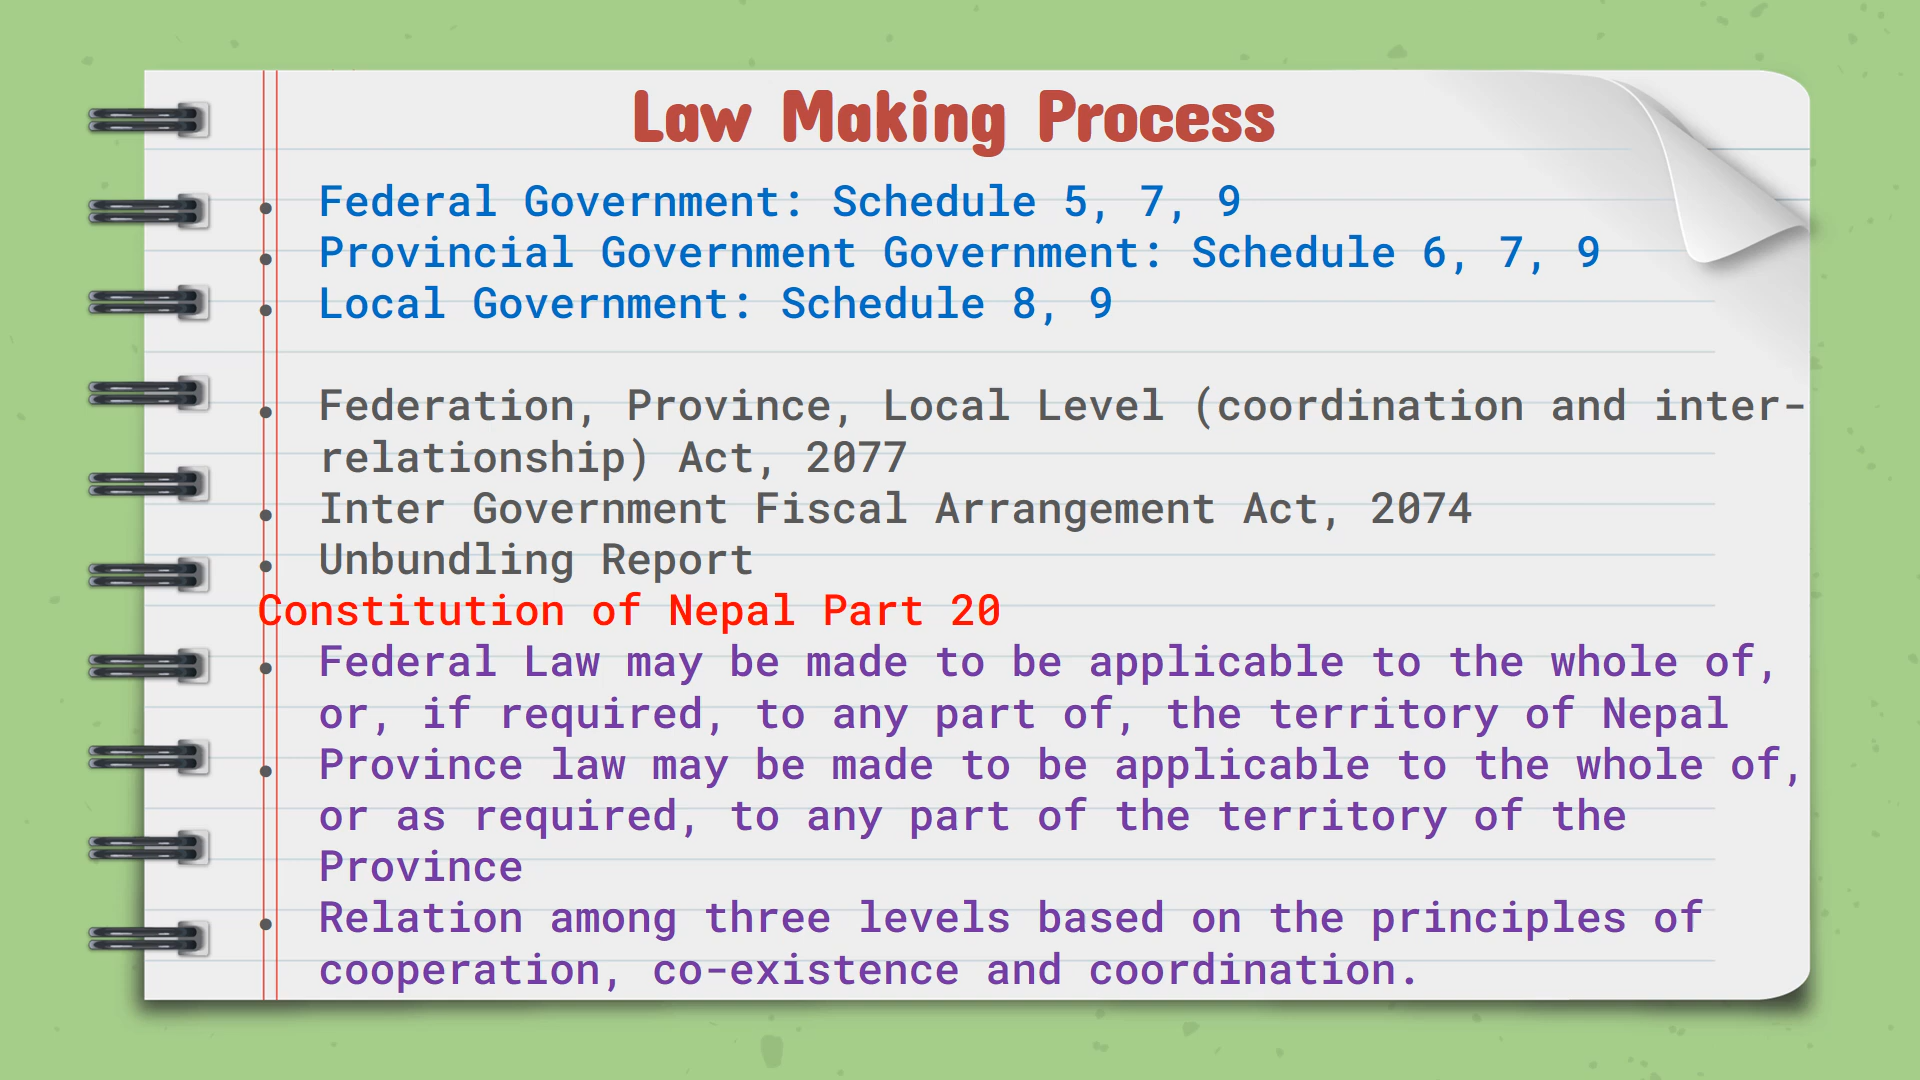 Law Making Process
• Federal Government: Schedule 5, 7, 9
• Provincial Government Government: Schedule 6, 7, 9
• Local Government: Schedule 8, 9
• Federation, Province, Local Level (coordination and inter-
relationship) Act, 2077
• Inter Government Fiscal Arrangement Act, 2074
• Unbundling Report
Constitution of Nepal Part 20
• Federal Law may be made to be applicable to the whole of,
or, if required, to any part of, the territory of Nepal
• Province law may be made to be applicable to the whole of,
or as required, to any part of the territory of the
Province
• Relation among three levels based on the principles of
cooperation, co-existence and coordination.